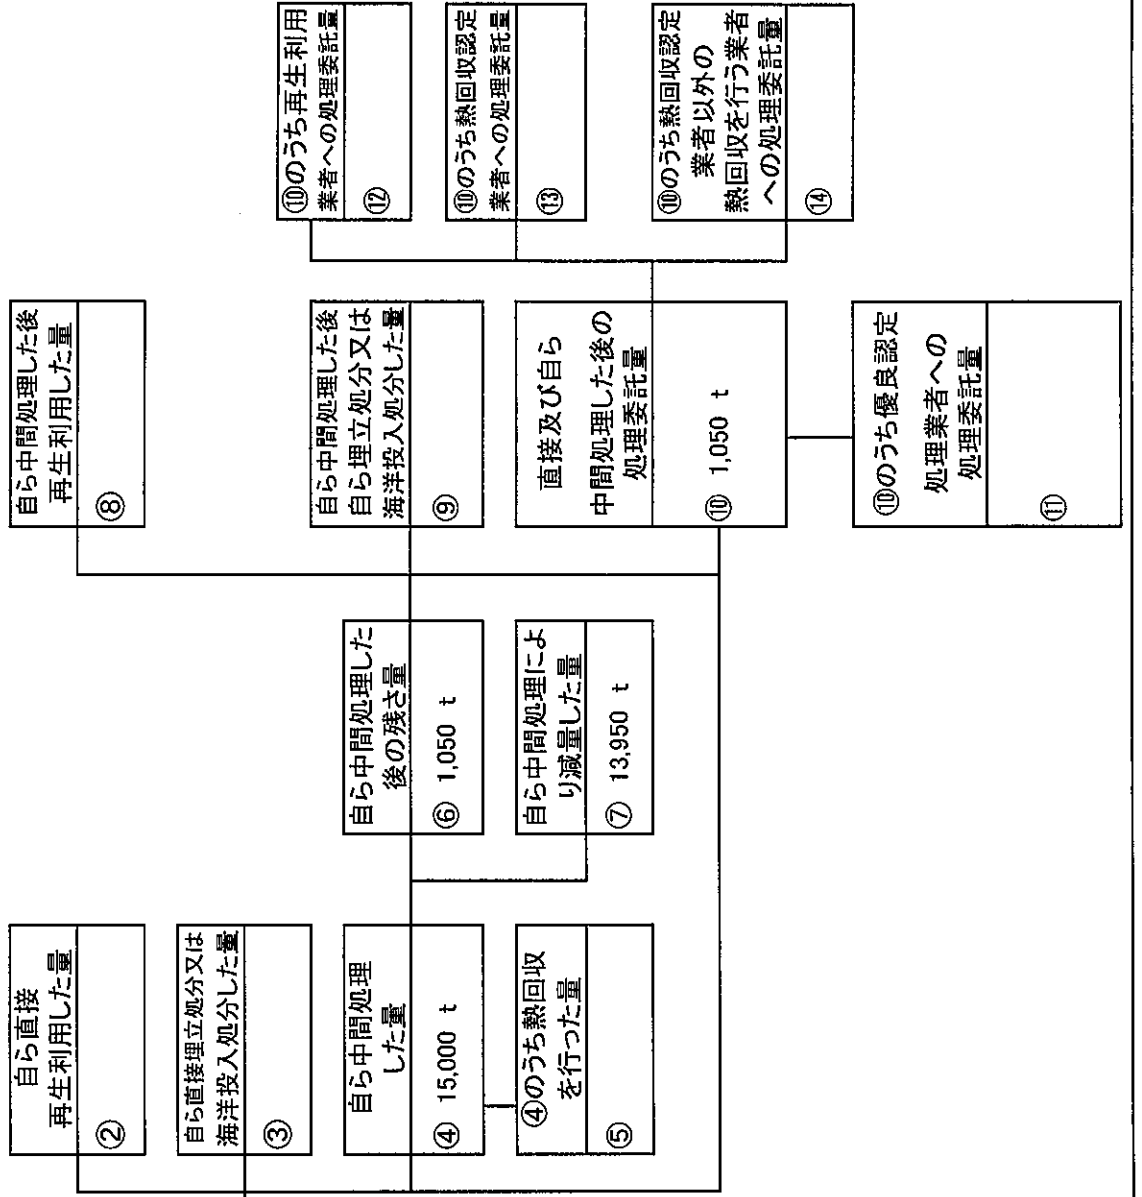 自ら直接
再生利用した量
②
自ら直接埋立処分又は
海洋投入処分した量
③
自ら中間処理
した量
④ 15,000 t
④のうち熱回収
を行った量
⑤
自ら中間処理した
後の残さ量
⑥ 1,050 t
自ら中間処理によ
り減量した量
⑦ 13,950 t
自ら中間処理した後
再生利用した量
⑧
自ら中間処理した後
自ら埋立処分又は
海洋投入処分した量
⑨
直接及び自ら
中間処理した後の
処理委託量
⑩ 1,050 t
⑩のうち優良認定
処理業者への
処理委託量
⑪
⑩のうち再生利用
業者への処理委託量
⑫
⑩のうち熱回収認定
業者への処理委託量
⑬
⑩のうち熱回収認定
業者以外の
熱回収を行う業者
への処理委託量
⑭